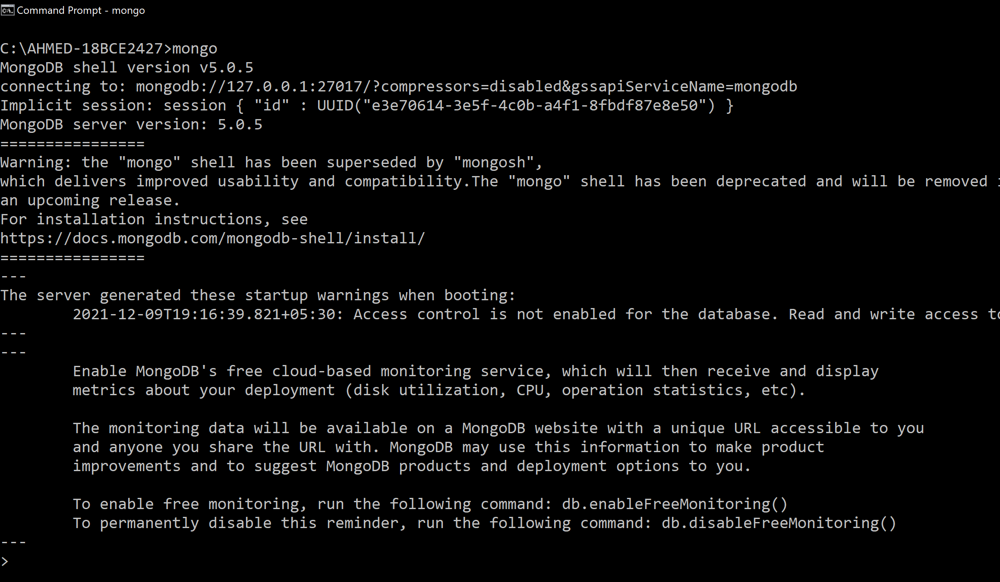 Command Prompt - mongo
C:\AHMED-18BCE2427>mongo
MongoDB shell version v5.0.5
connecting to: mongodb://127.0.0.1:27017/?compressors=disabled&gssapiServiceName=mongodb
Implicit session: session { "id" : UUID("e3e70614-3e5f-4c0b-a4f1-8fbdf87e8e50") }
MongoDB server version: 5.0.5
================
Warning: the "mongo" shell has been superseded by "mongosh",
which delivers improved usability and compatibility.The "mongo" shell has been deprecated and will be removed
an upcoming release.
For installation instructions, see
https://docs.mongodb.com/mongodb-shell/install/
================
---
The server generated these startup warnings when booting:
2021-12-09T19:16:39.821+05:30: Access control is not enabled for the database. Read and write access to
---
---
Enable MongoDB's free cloud-based monitoring service, which will then receive and display
metrics about your deployment (disk utilization, CPU, operation statistics, etc).
The monitoring data will be available on a MongoDB website with a unique URL accessible to you
and anyone you share the URL with. MongoDB may use this information to make product
improvements and to suggest MongoDB products and deployment options to you.
To enable free monitoring, run the following command: db.enableFreeMonitoring()
To permanently disable this reminder, run the following command: db.disableFreeMonitoring()
---
>